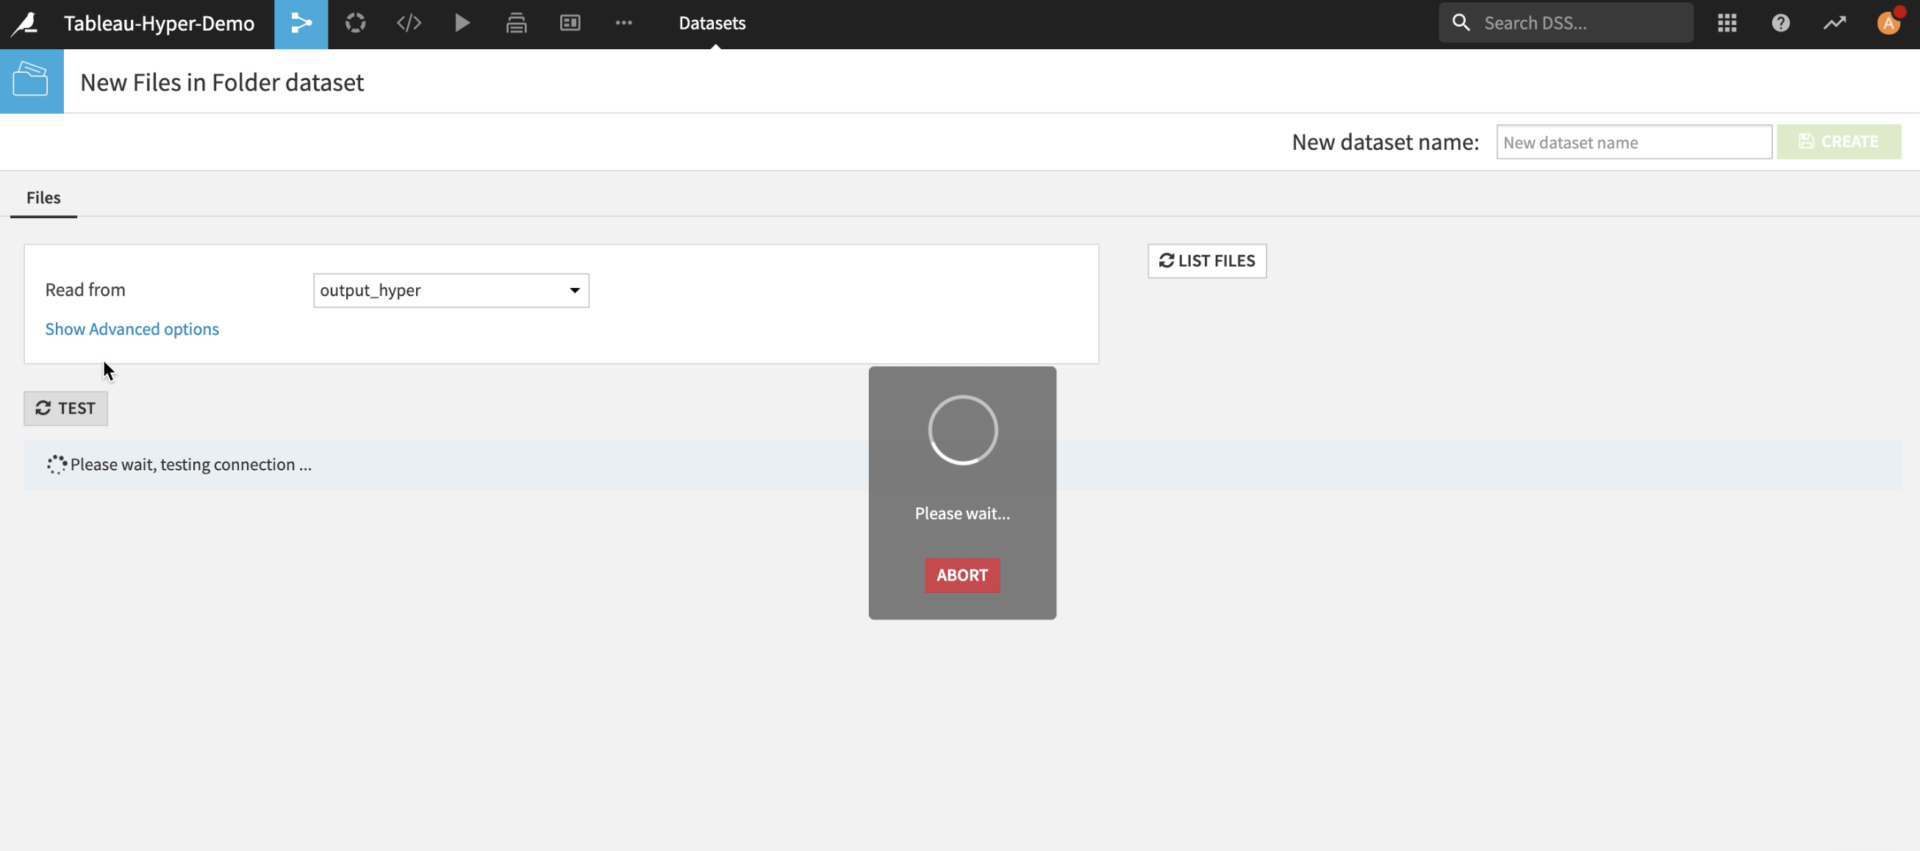 Tableau-Hyper-Demo
Datasets
Search DSS...
A
New Files in Folder dataset
New dataset name:
New dataset name
CREATE
Files
Read from
output_hyper
LIST FILES
Show Advanced options
TEST
Please wait, testing connection ...
Please wait...
ABORT